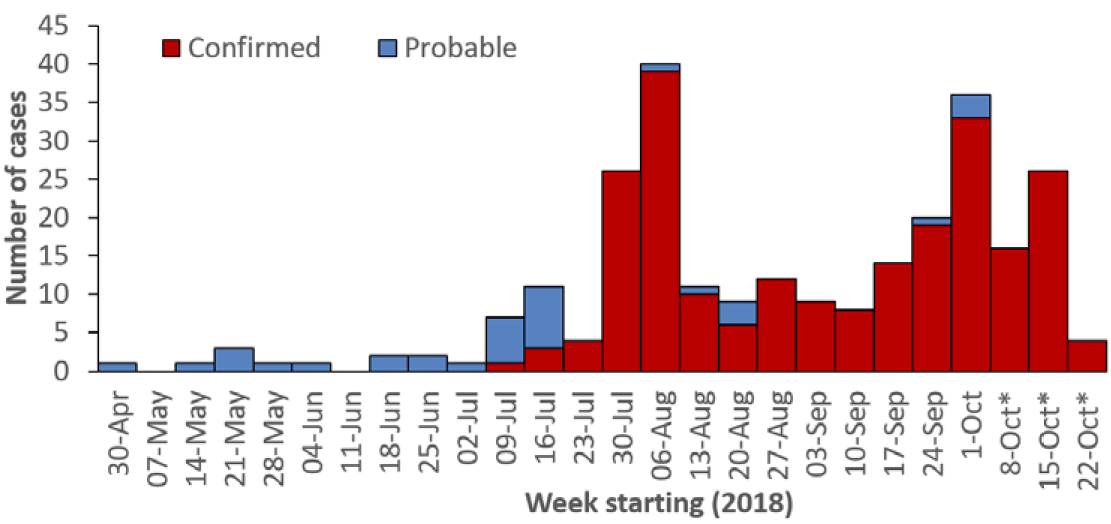 45
40
35
30
25
20
15
10
5
0
Number of cases
Confirmed Probable
30-Apr
07-May
14-May
21-May
28-May
04-Jun
11-Jun
18-Jun
25-Jun
02-Jul
09-Jul
16-Jul
23-Jul
30-Jul
06-Aug
13-Aug
20-Aug
27-Aug
03-Sep
10-Sep
17-Sep
24-Sep
1-Oct
8-Oct*
15-Oct*
22-Oct*
Week starting (2018)